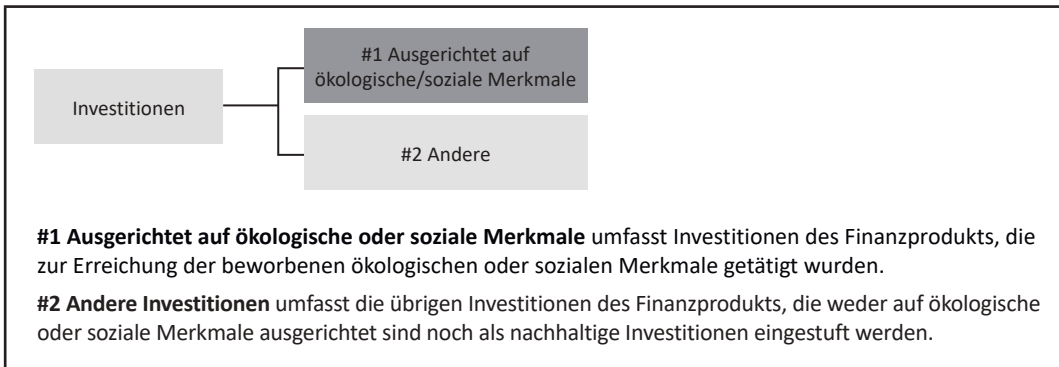 #1 Ausgerichtet auf
ökologische/soziale Merkmale
Investitionen
#2 Andere
#1 Ausgerichtet auf ökologische oder soziale Merkmale umfasst Investitionen des Finanzprodukts, die
zur Erreichung der beworbenen ökologischen oder sozialen Merkmale getätigt wurden.
#2 Andere Investitionen umfasst die übrigen Investitionen des Finanzprodukts, die weder auf ökologische
oder soziale Merkmale ausgerichtet sind noch als nachhaltige Investitionen eingestuft werden.